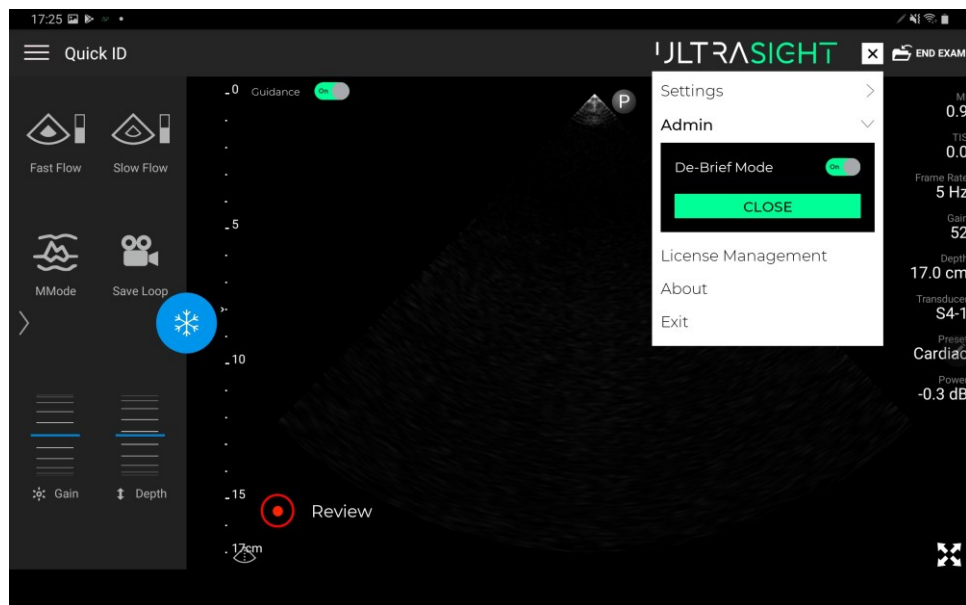 17:25
Quick ID
ULTRASIGHT
END EXAM
Fast Flow
Slow Flow
MMode
Save Loop
Gain
Depth
0
Guidance
On
P
5
10
15
17cm
Review
Settings
Admin
De-Brief Mode
On
CLOSE
License Management
About
Exit
M
0.9
TIS
0.0
Frame Rate
5 Hz
Gain
52
Depth
17.0 cm
Transducer
S4-1
Preset
Cardiac
Power
-0.3 dB